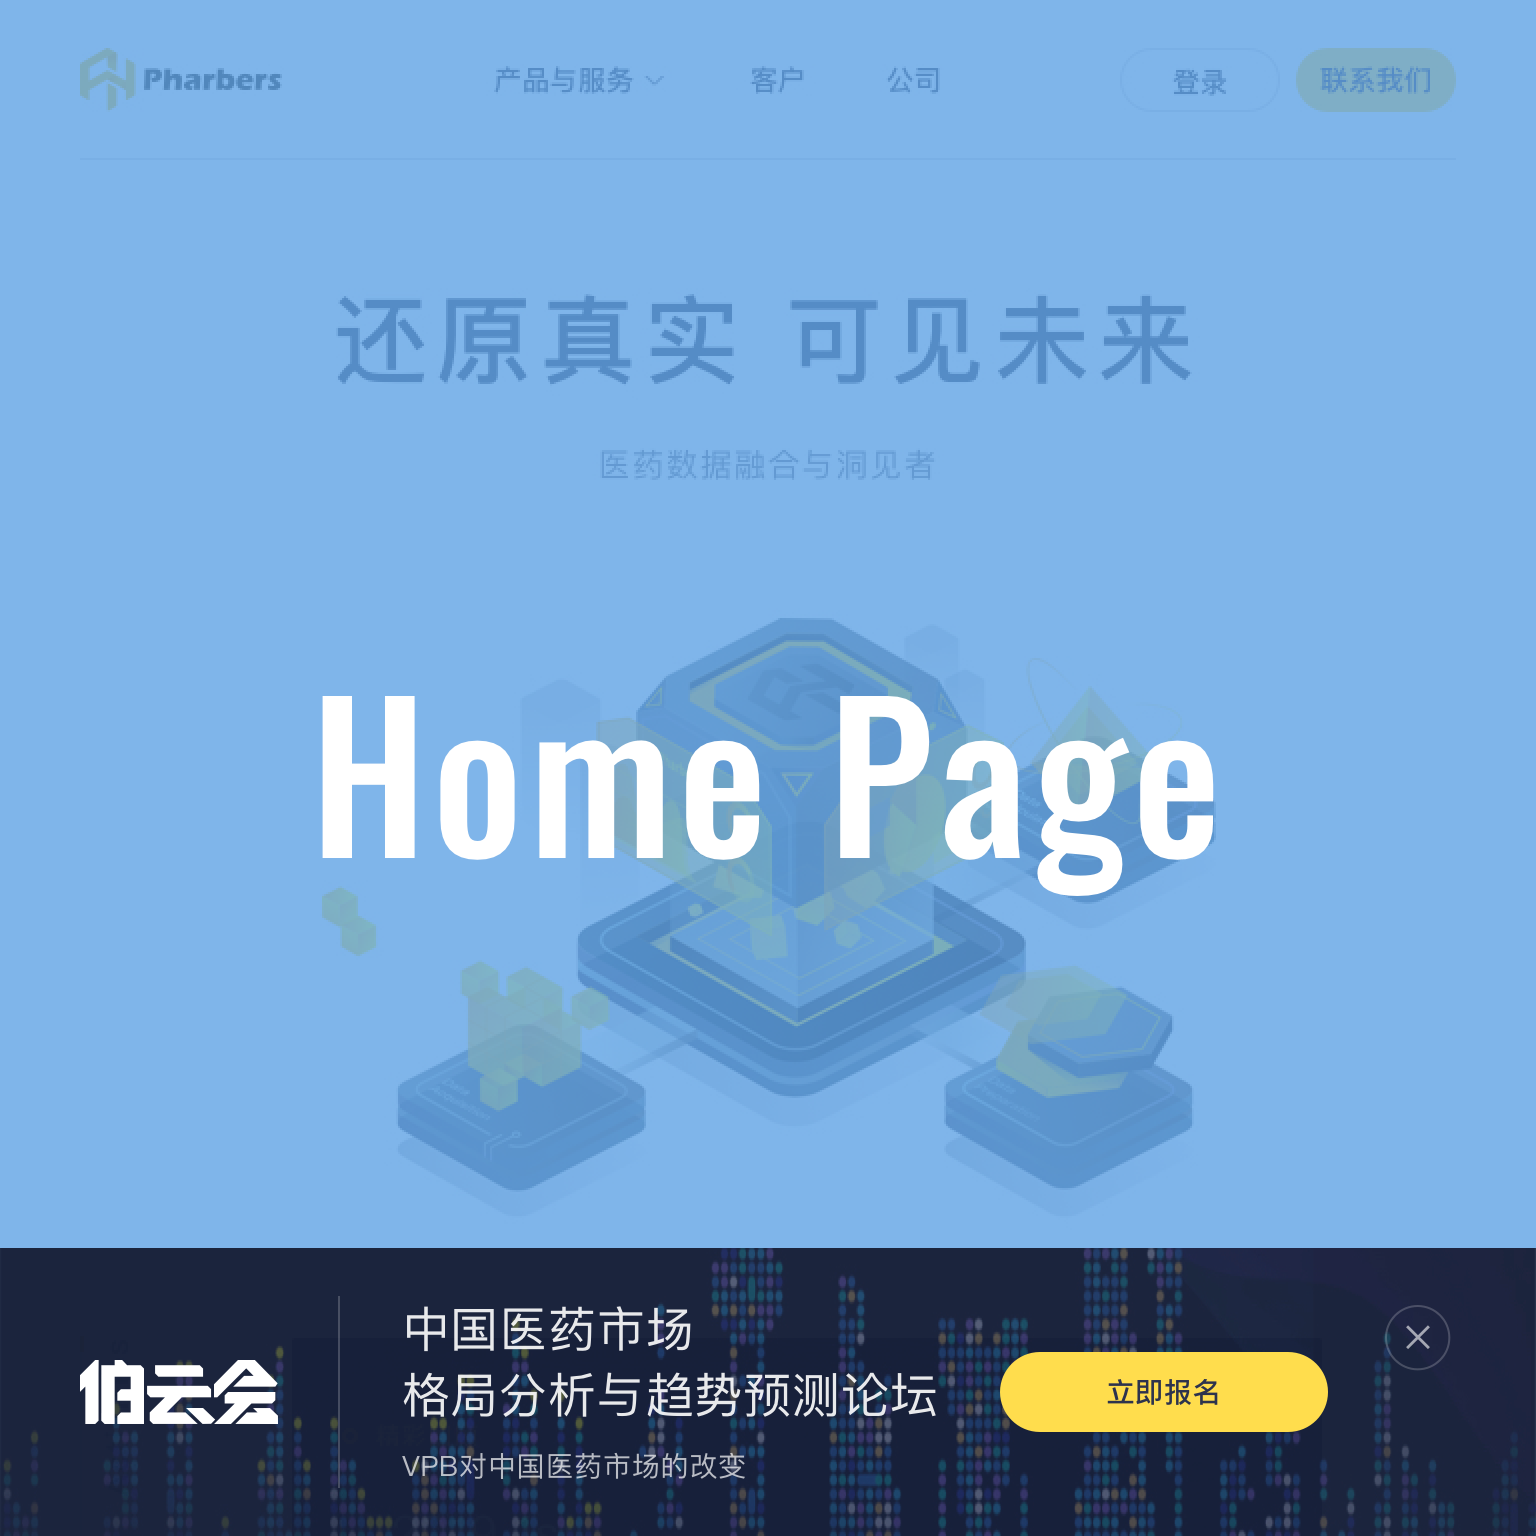 Pharbers
产品与服务
客户
公司
登录
联系我们
还原真实 可见未来
医药数据融合与洞见者
Home Page
Data
Acquisition
Data
伯云会
中国医药市场
格局分析与趋势预测论坛
VPB对中国医药市场的改变
立即报名